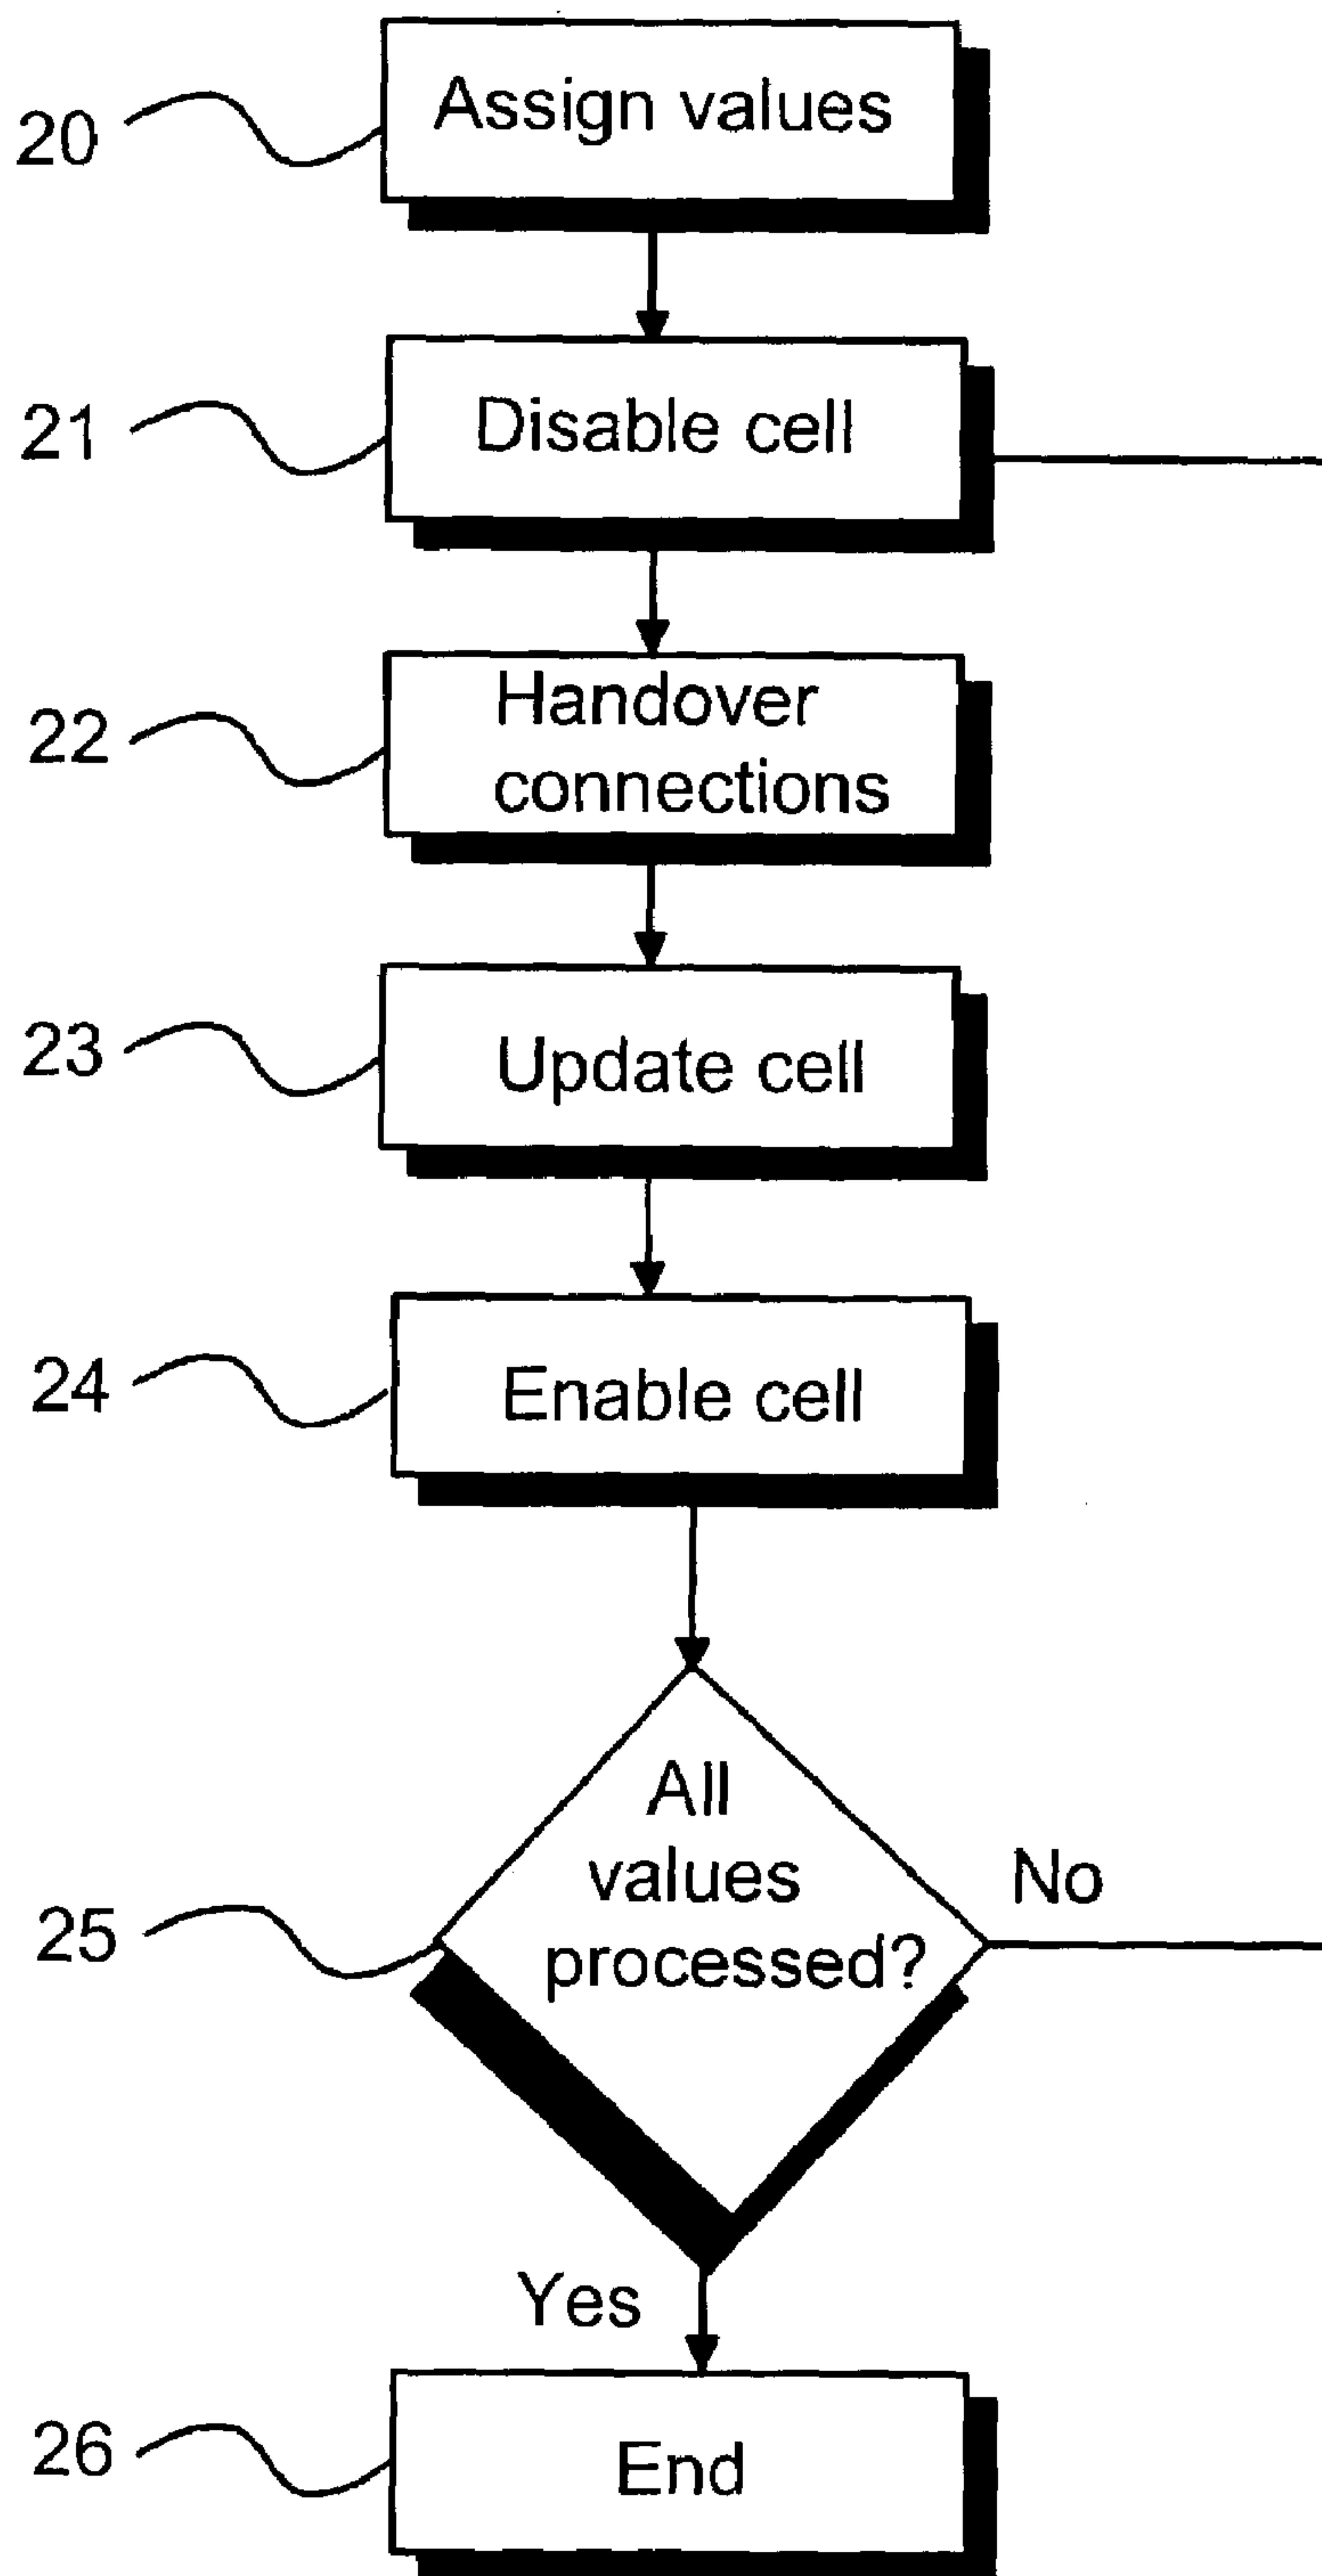 20
Assign values
21
Disable cell
22
Handover
connections
23
Update cell
24
Enable cell
25
All
values
processed?
No
Yes
26
End